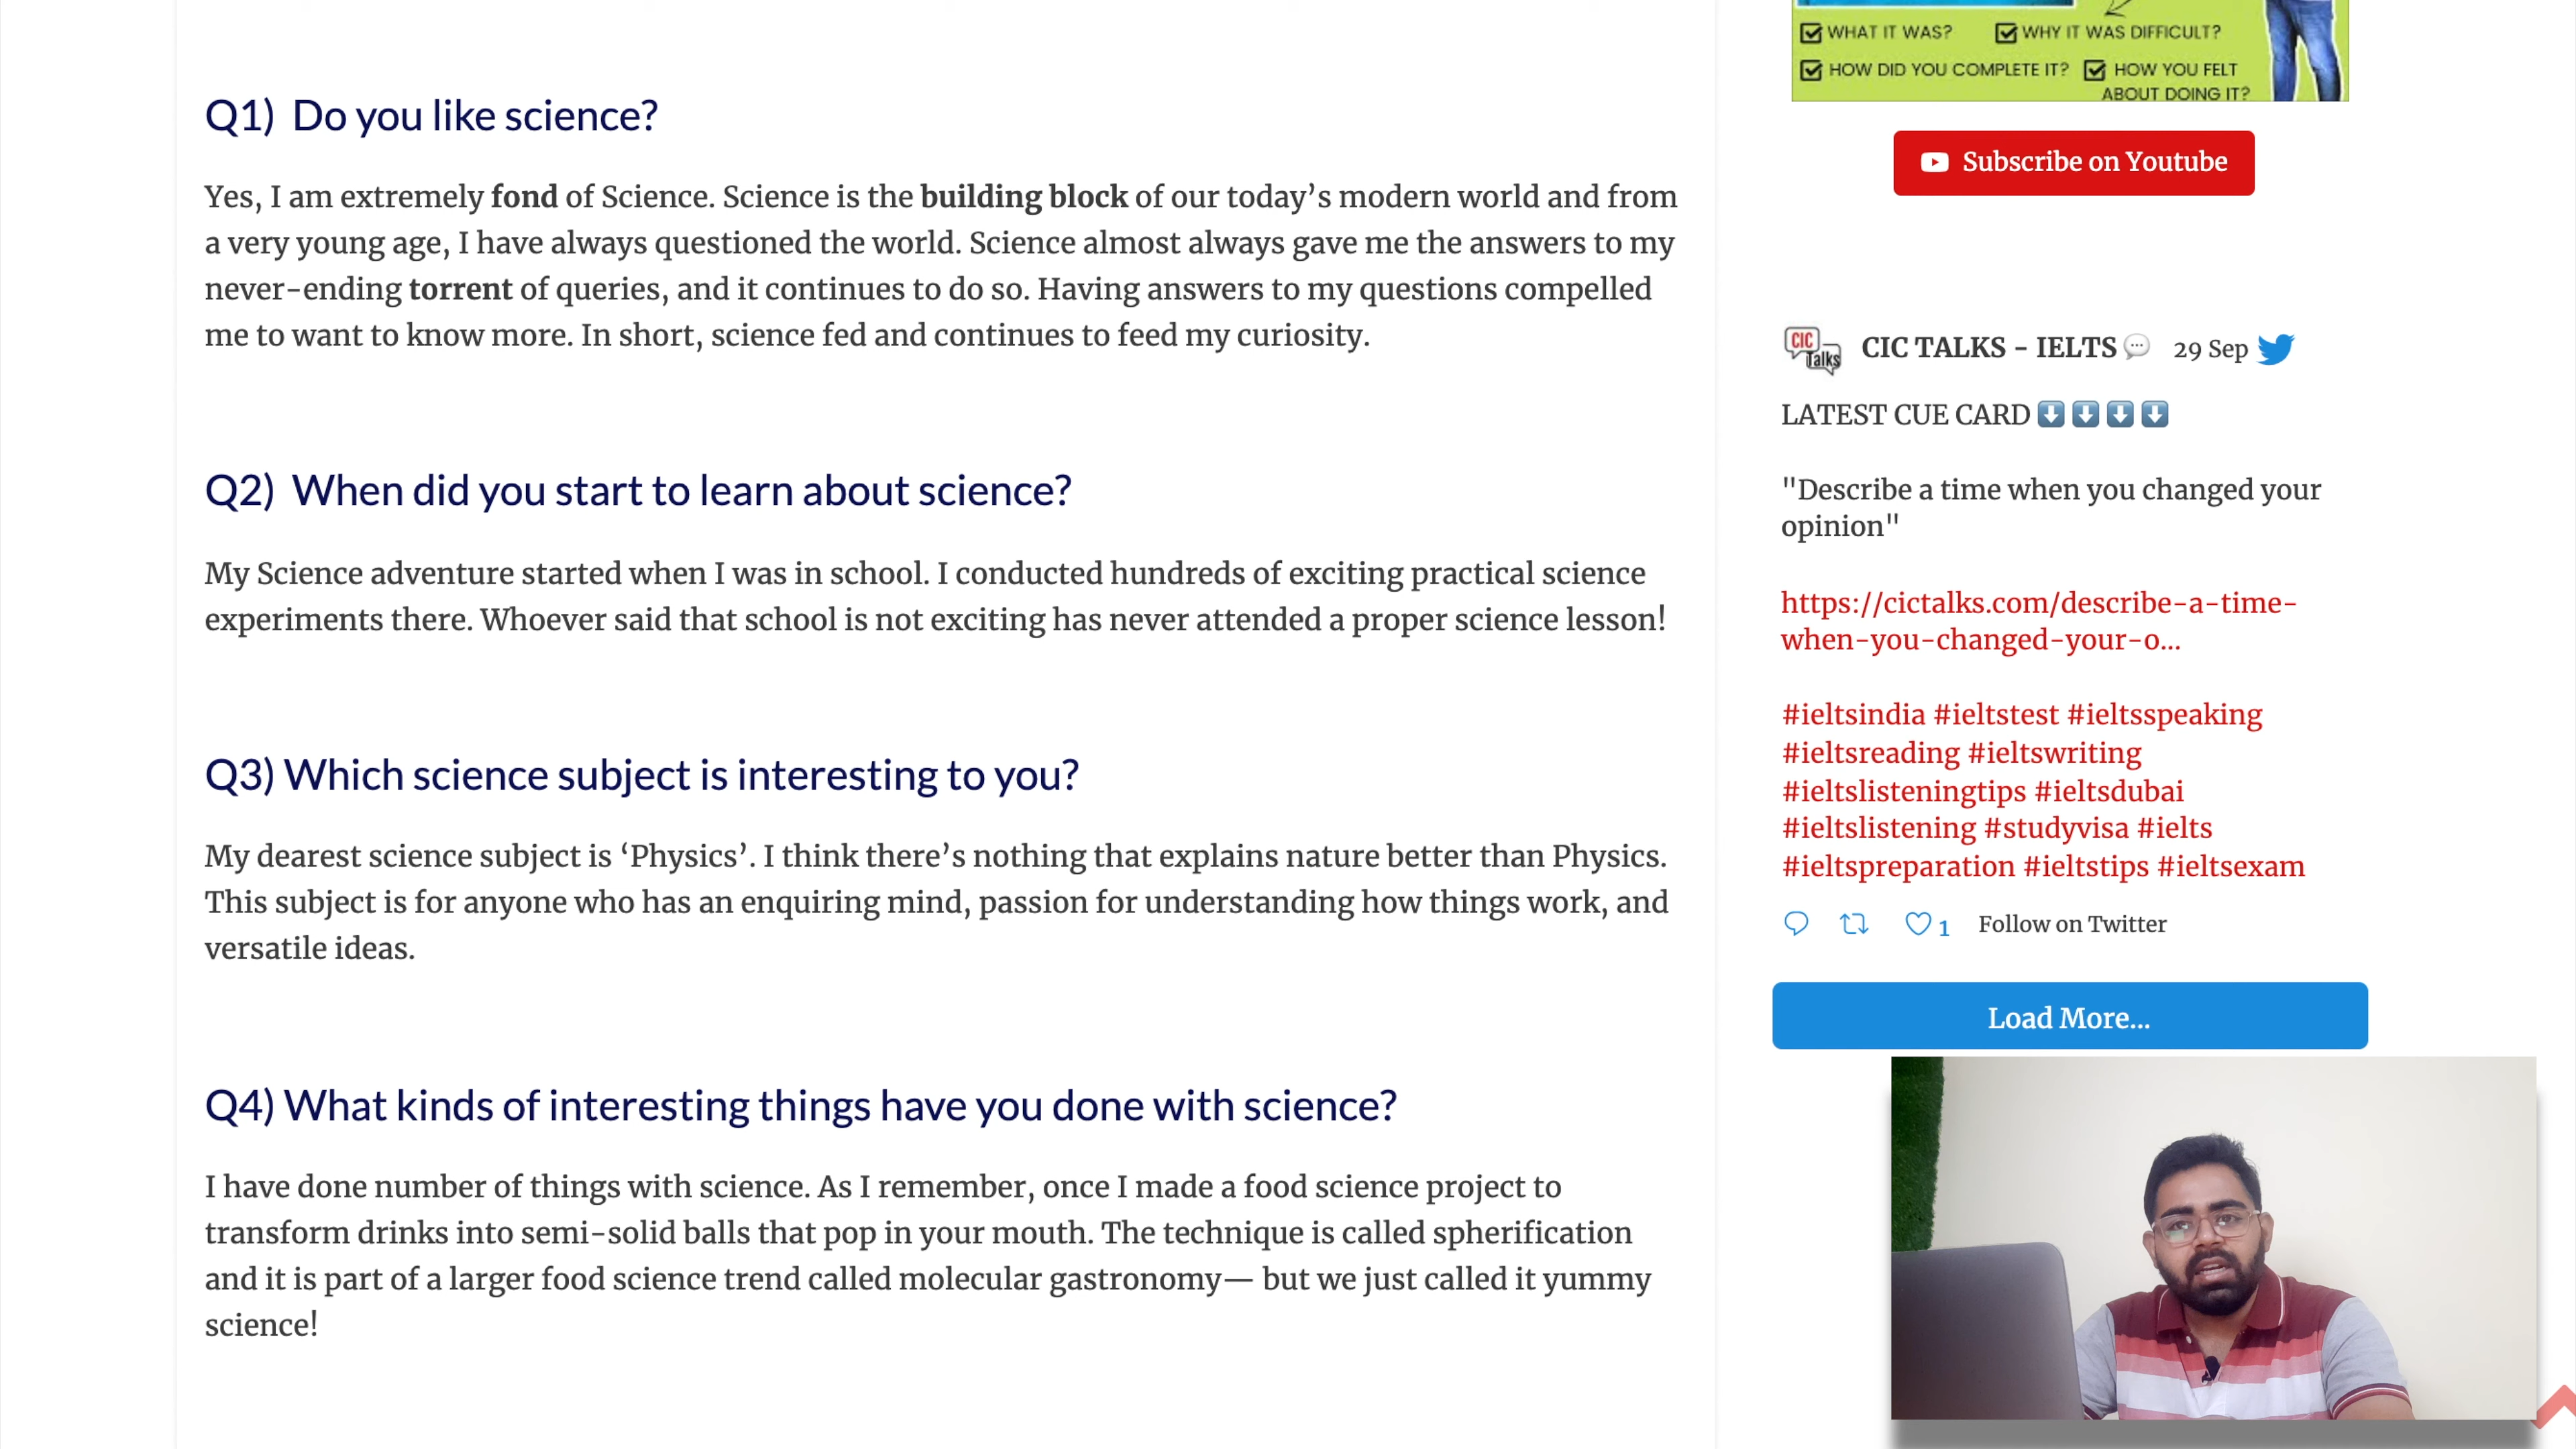 Q1) Do you like science?
Yes, I am extremely fond of Science. Science is the building block of our today's modern world and from
a very young age, I have always questioned the world. Science almost always gave me the answers to my
never-ending torrent of queries, and it continues to do so. Having answers to my questions compelled
me to want to know more. In short, science fed and continues to feed my curiosity.
Q2) When did you start to learn about science?
My Science adventure started when I was in school. I conducted hundreds of exciting practical science
experiments there. Whoever said that school is not exciting has never attended a proper science lesson!
Q3) Which science subject is interesting to you?
My dearest science subject is ‘Physics’. I think there’s nothing that explains nature better than Physics.
This subject is for anyone who has an enquiring mind, passion for understanding how things work, and
versatile ideas.
Q4) What kinds of interesting things have you done with science?
I have done number of things with science. As I remember, once I made a food science project to
transform drinks into semi-solid balls that pop in your mouth. The technique is called spherification
and it is part of a larger food science trend called molecular gastronomy— but we just called it yummy
science!
WHAT IT WAS? WHY IT WAS DIFFICULT?
HOW DID YOU COMPLETE IT? HOW YOU FELT
ABOUT DOING IT?
Subscribe on Youtube
CIC Talks
CIC TALKS - IELTS 29 Sep
LATEST CUE CARD
"Describe a time when you changed your
opinion"
https://cictalks.com/describe-a-time-
when-you-changed-your-o...
#ieltsindia #ieltstest #ieltsspeaking
#ieltsreading #ieltswriting
#ieltslisteningtips #ieltsdubai
#ieltslistening #studyvisa #ielts
#ieltspreparation #ieltstips #ieltsexam
1 Follow on Twitter
Load More...